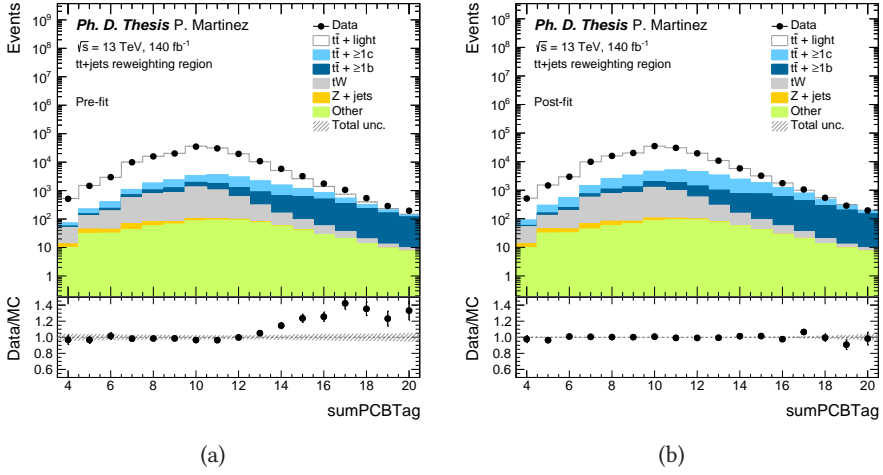 Events
10⁹
10⁸
10⁷
10⁶
10⁵
10⁴
10³
10²
10
1
Ph. D. Thesis P. Martinez
√s = 13 TeV, 140 fb⁻¹
tt+jets reweighting region
Pre-fit
Data
tt̄ + light
tt̄ + ≥1c
tt̄ + ≥1b
tW
Z + jets
Other
Total unc.
Data/MC
1.4
1.2
1.0
0.8
0.6
4 6 8 10 12 14 16 18 20
sumPCBTag
(a)
Events
10⁹
10⁸
10⁷
10⁶
10⁵
10⁴
10³
10²
10
1
Ph. D. Thesis P. Martinez
√s = 13 TeV, 140 fb⁻¹
tt+jets reweighting region
Post-fit
Data
tt̄ + light
tt̄ + ≥1c
tt̄ + ≥1b
tW
Z + jets
Other
Total unc.
Data/MC
1.4
1.2
1.0
0.8
0.6
4 6 8 10 12 14 16 18 20
sumPCBTag
(b)